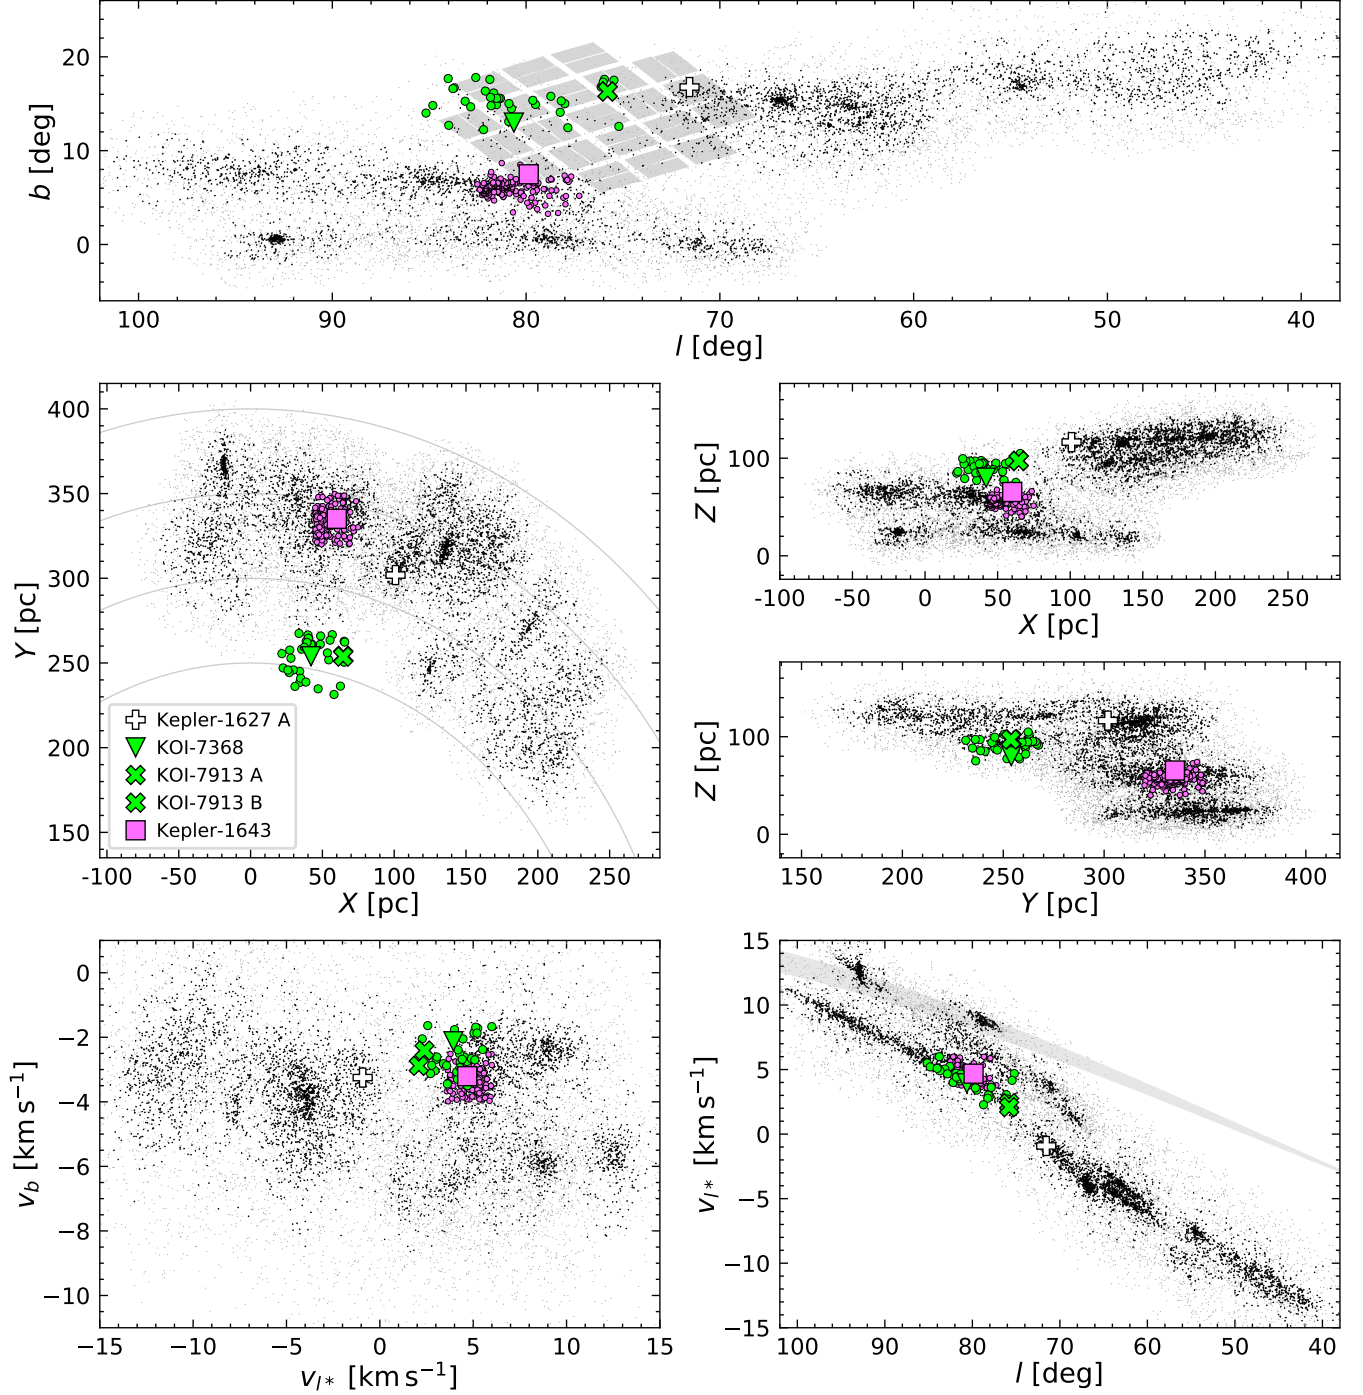 20
10
0
b [deg]
100 90 80 70 60 50 40
l [deg]
400
350
300
250
200
150
Y [pc]
-100 -50 0 50 100 150 200 250
X [pc]
Kepler-1627 A
KOI-7368
KOI-7913 A
KOI-7913 B
Kepler-1643
100
0
Z [pc]
-100 -50 0 50 100 150 200 250
X [pc]
100
0
Z [pc]
150 200 250 300 350 400
Y [pc]
0
−2
−4
−6
−8
−10
v_b [km s⁻¹]
−15 −10 −5 0 5 10 15
v_{l*} [km s⁻¹]
15
10
5
0
−5
−10
−15
v_{l*} [km s⁻¹]
100 90 80 70 60 50 40
l [deg]